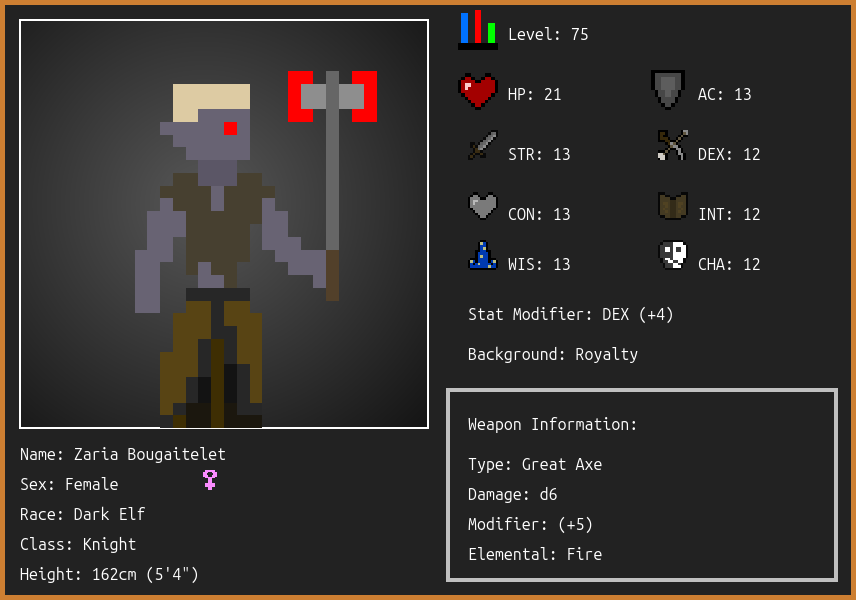 Level: 75
HP: 21
AC: 13
STR: 13
DEX: 12
CON: 13
INT: 12
WIS: 13
CHA: 12
Stat Modifier: DEX (+4)
Background: Royalty
Weapon Information:
Type: Great Axe
Damage: d6
Modifier: (+5)
Elemental: Fire
Name: Zaria Bougaitelet
Sex: Female
Race: Dark Elf
Class: Knight
Height: 162cm (5'4")